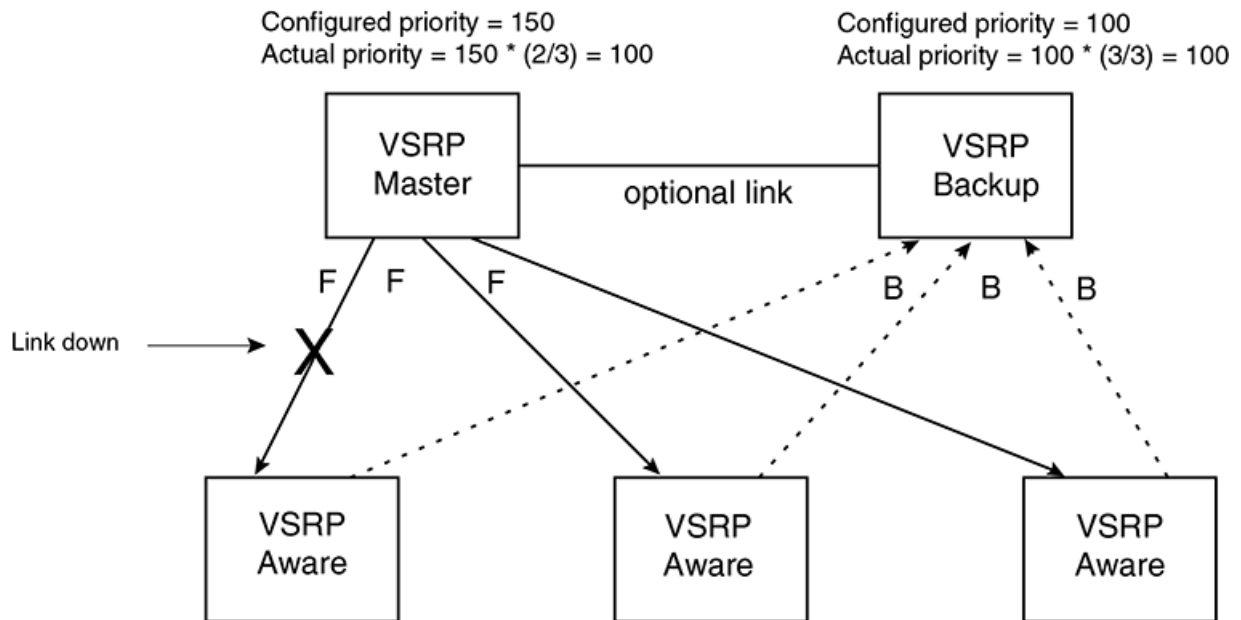 Configured priority = 150
Actual priority = 150 * (2/3) = 100
Configured priority = 100
Actual priority = 100 * (3/3) = 100
VSRP
Master
optional link
VSRP
Backup
F
F
F
B
B
B
Link down
X
VSRP
Aware
VSRP
Aware
VSRP
Aware